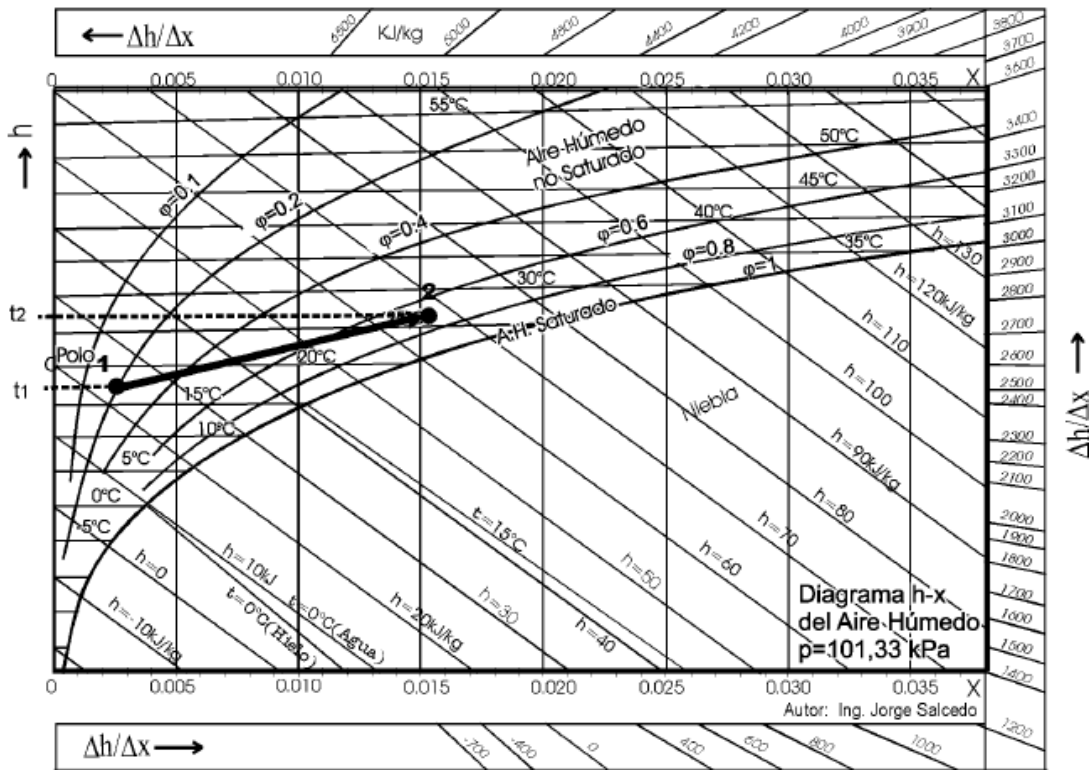 6500 KJ/kg 5000 4800 4400 4200 4000 3900 3800
←Δh/Δx
3700
3600
0 0.005 0.010 0.015 0.020 0.025 0.030 0.035 X
h →
55°C
50°C
Aire Húmedo
no Saturado
45°C
40°C
35°C
30°C
20°C
15°C
10°C
5°C
0°C
-5°C
φ=0.1
φ=0.2
φ=0.4
φ=0.6
φ=0.8
φ=1
A.H. Saturado
t2
t1
Polo
1
2
Niebla
h=130
h=120kJ/kg
h=110
h=100
h=90kJ/kg
h=80
h=70
h=60
h=50
h=40
h=30
h=20kJ/kg
h=10kJ
h=0
h=-10kJ/kg
t=15°C
t=0°C(Agua)
t=0°C(Hielo)
3400
3300
3200
3100
3000
2900
2800
2700
2600
2500
2400
2300
2200
2100
2000
1900
1800
1700
1600
1500
1400
1200
Δh/Δx →
Diagrama h-x
del Aire Húmedo
p=101,33 kPa
0 0.005 0.010 0.015 0.020 0.025 0.030 0.035 X
Autor: Ing. Jorge Salcedo
Δh/Δx→
-700 -400 0 400 600 800 1000